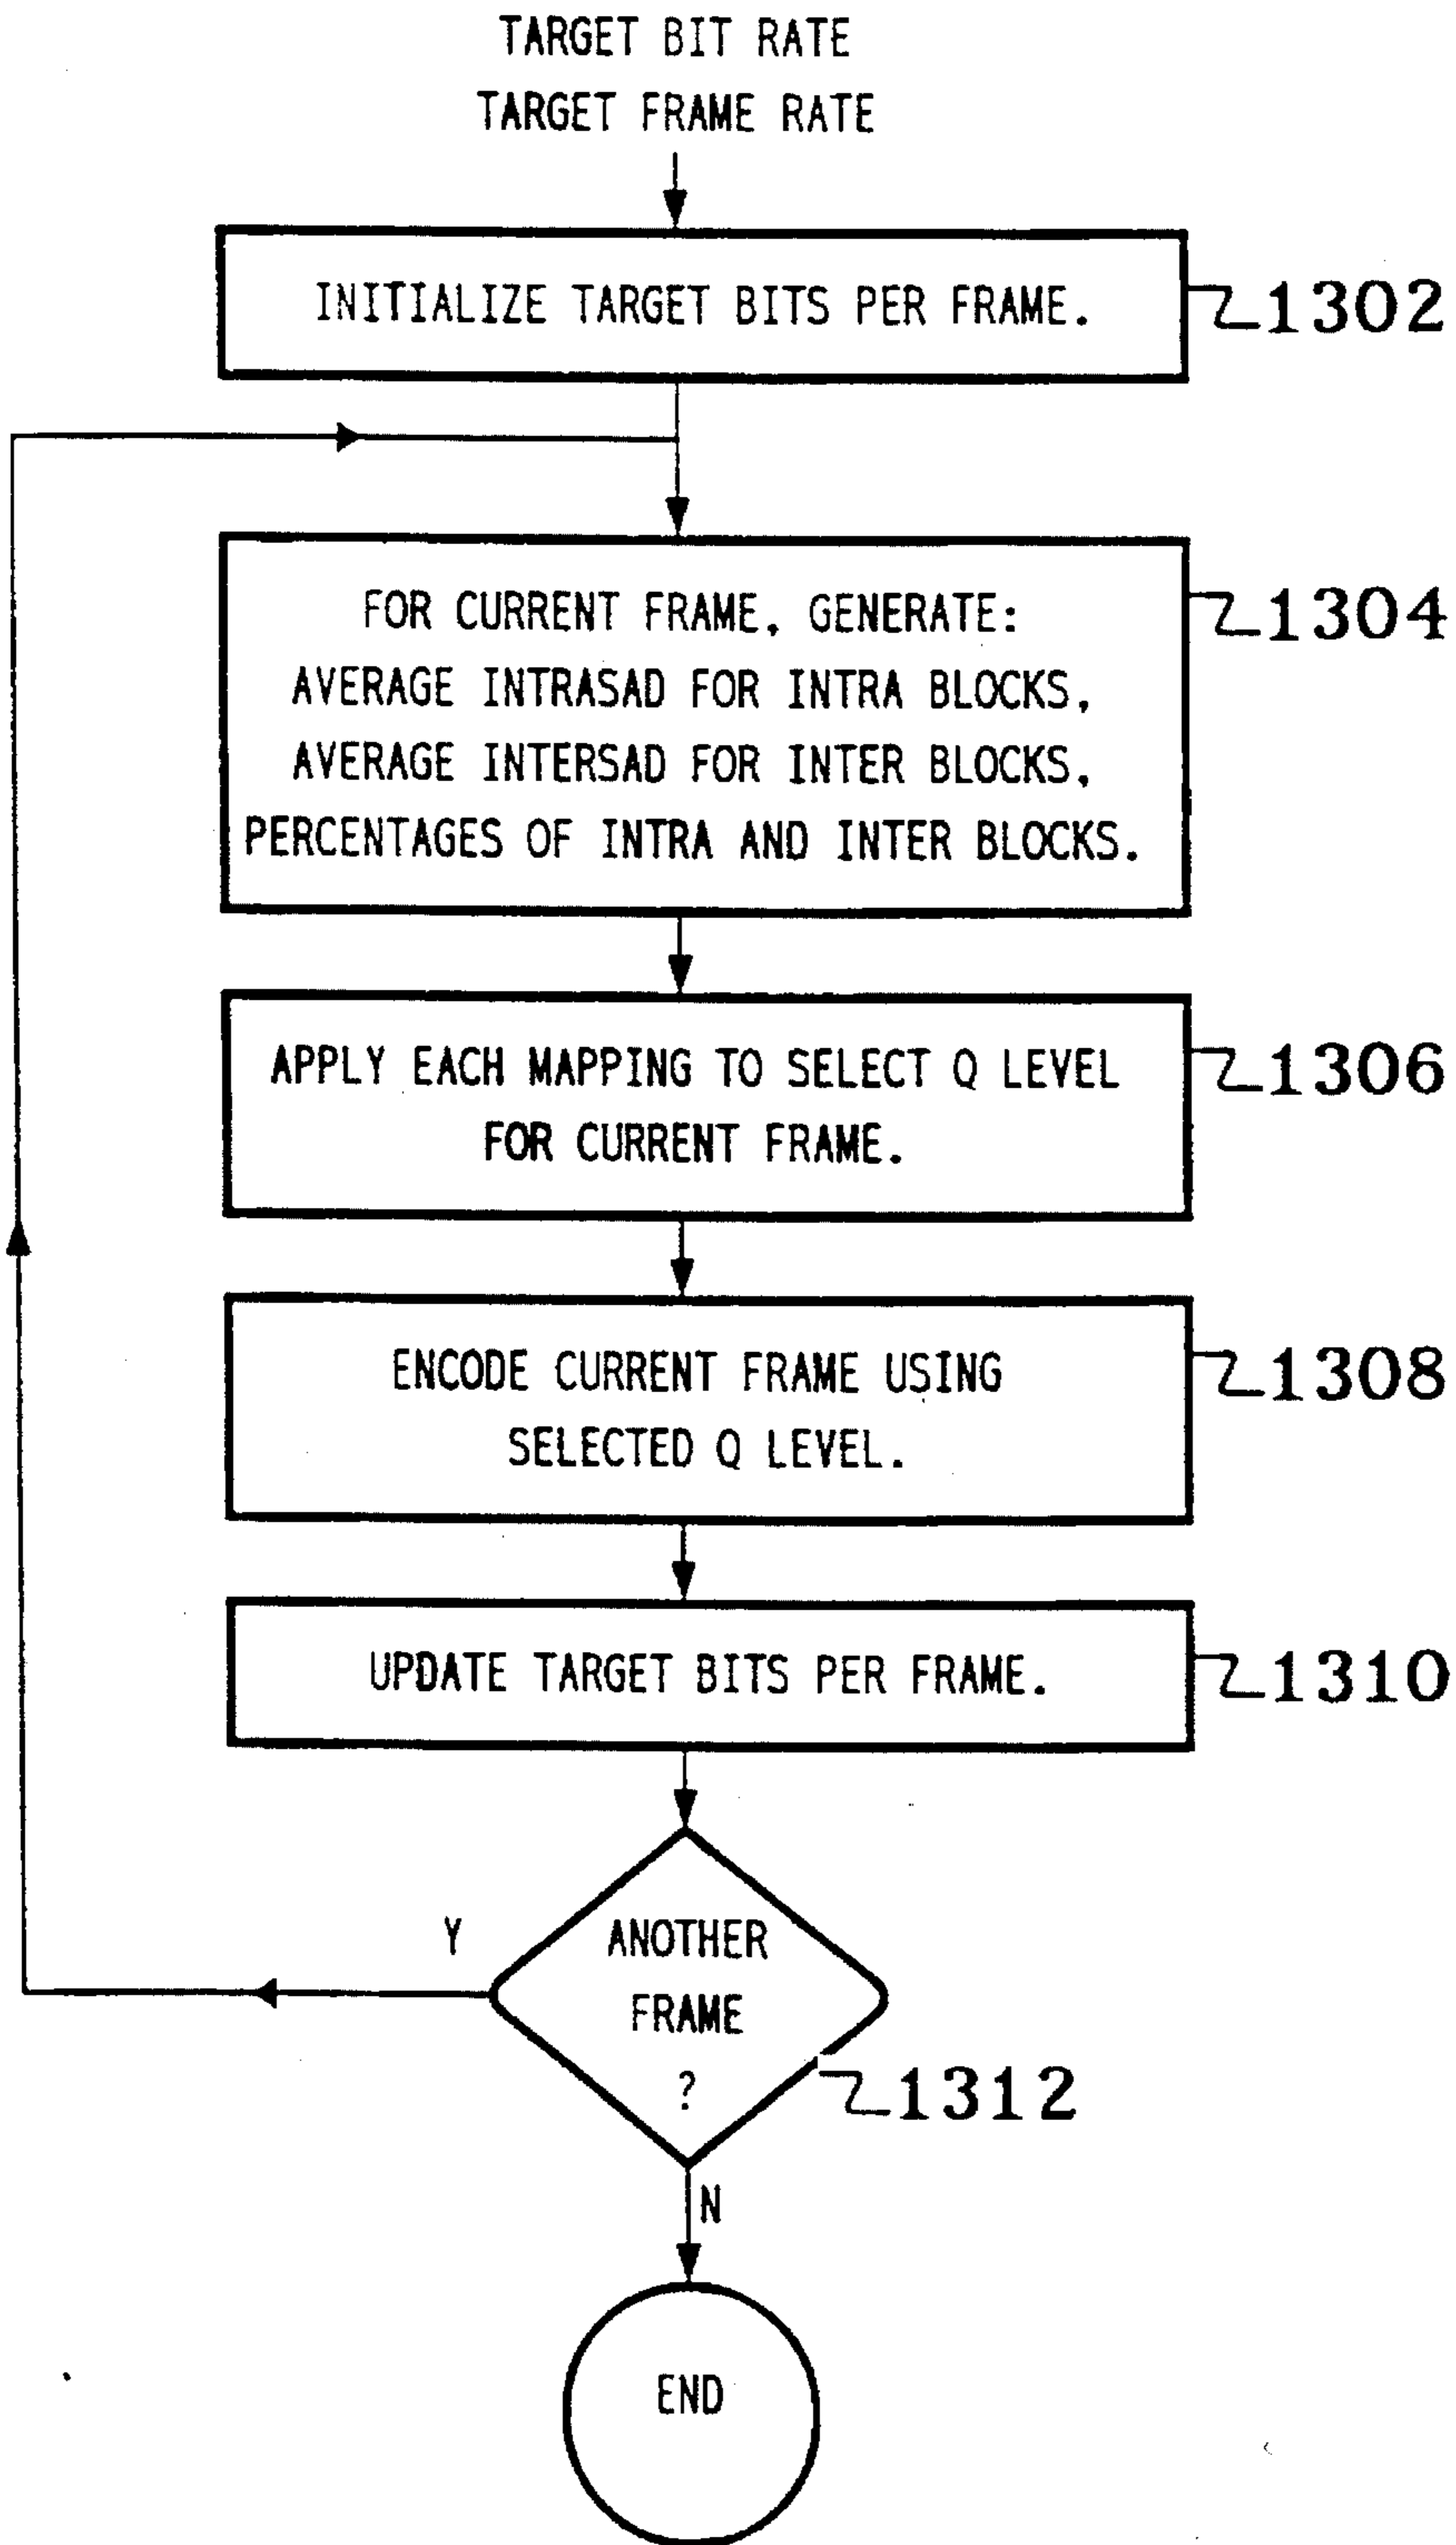 TARGET BIT RATE
TARGET FRAME RATE
INITIALIZE TARGET BITS PER FRAME.
1302
FOR CURRENT FRAME, GENERATE:
AVERAGE INTRASAD FOR INTRA BLOCKS,
AVERAGE INTERSAD FOR INTER BLOCKS,
PERCENTAGES OF INTRA AND INTER BLOCKS.
1304
APPLY EACH MAPPING TO SELECT Q LEVEL
FOR CURRENT FRAME.
1306
ENCODE CURRENT FRAME USING
SELECTED Q LEVEL.
1308
UPDATE TARGET BITS PER FRAME.
1310
Y
ANOTHER
FRAME
?
1312
N
END